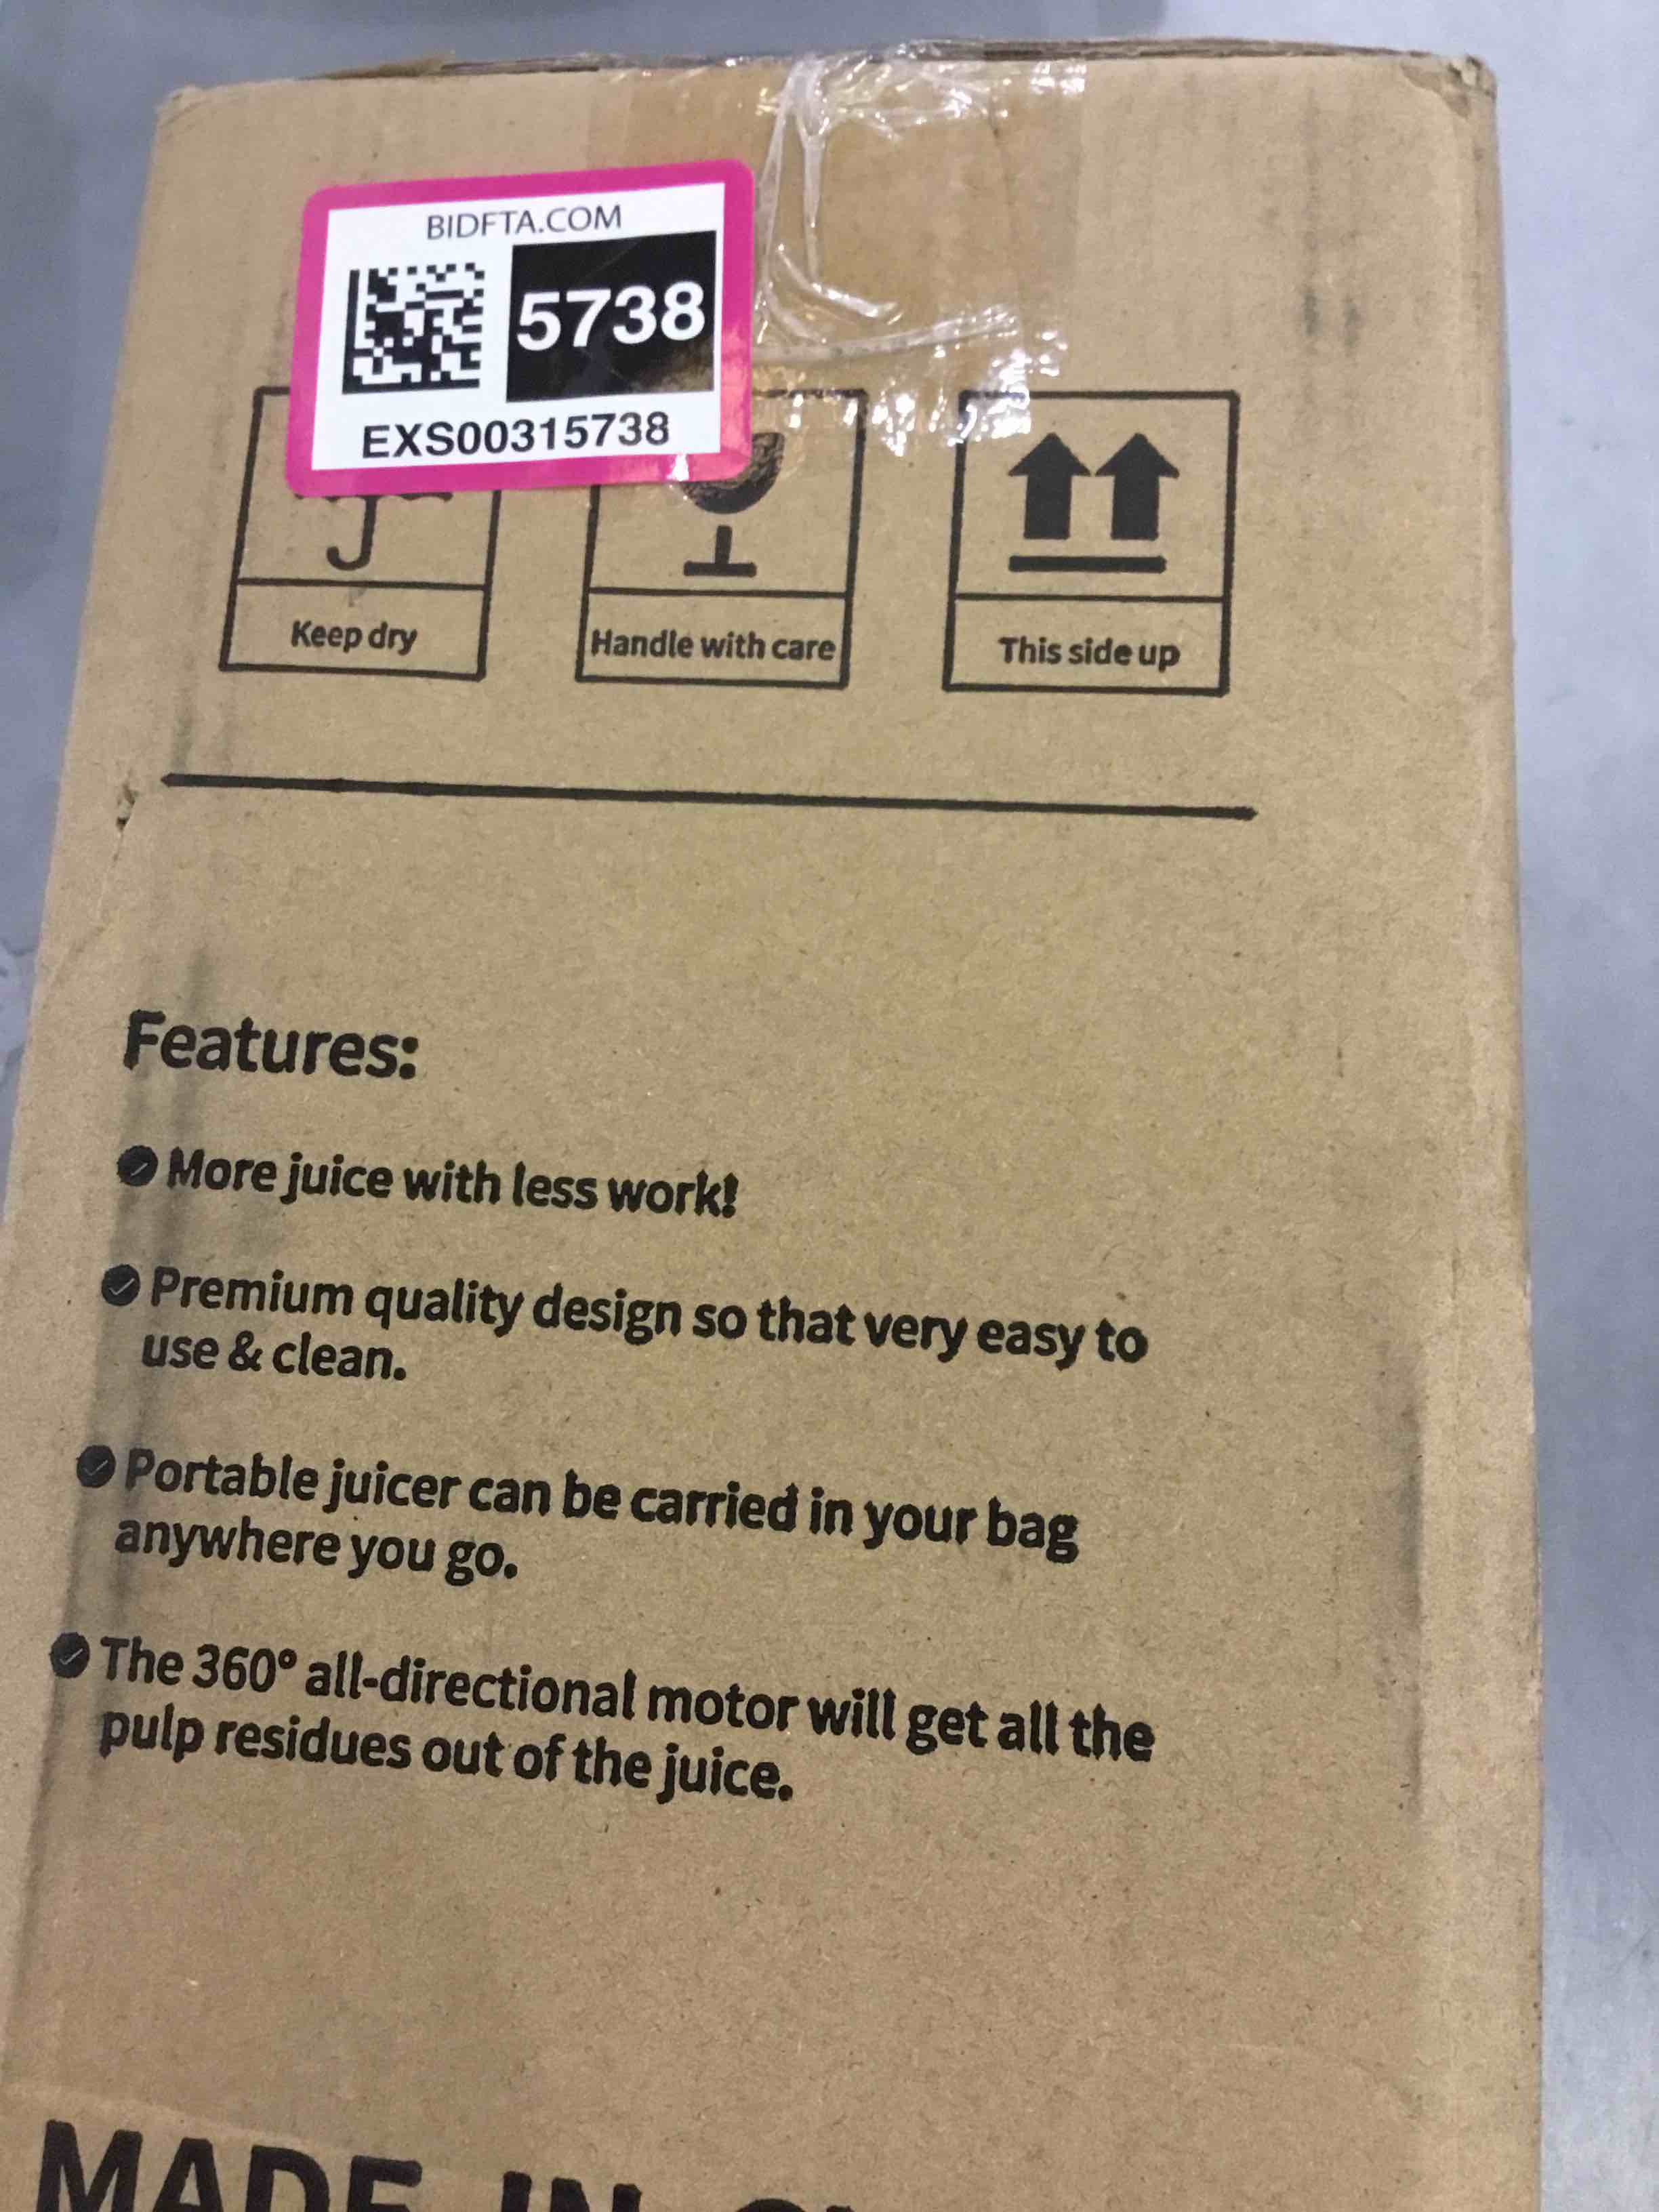 BIDFTA.COM
5738
EXS00315738
Keep dry
Handle with care
This side up
Features:
More juice with less work!
Premium quality design so that very easy to
use & clean.
Portable juicer can be carried in your bag
anywhere you go.
The 360° all-directional motor will get all the
pulp residues out of the juice.
MADE IN